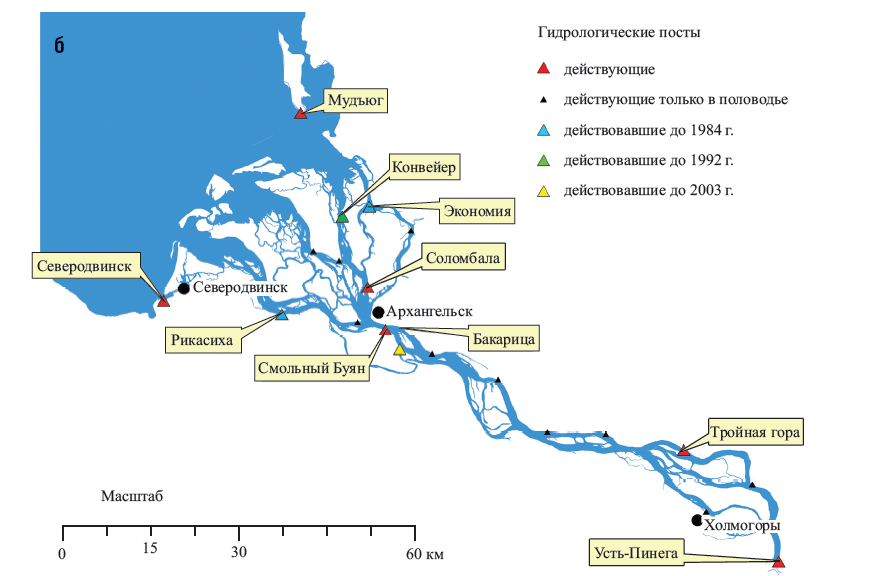 б
Гидрологические посты
действующие
действующие только в половодье
действовавшие до 1984 г.
действовавшие до 1992 г.
действовавшие до 2003 г.
Мудъюг
Конвейер
Экономия
Соломбала
Северодвинск
Северодвинск
Архангельск
Рикасиха
Бакарица
Смольный Буян
Тройная гора
Холмогоры
Усть-Пинега
Масштаб
0 15 30 60 км